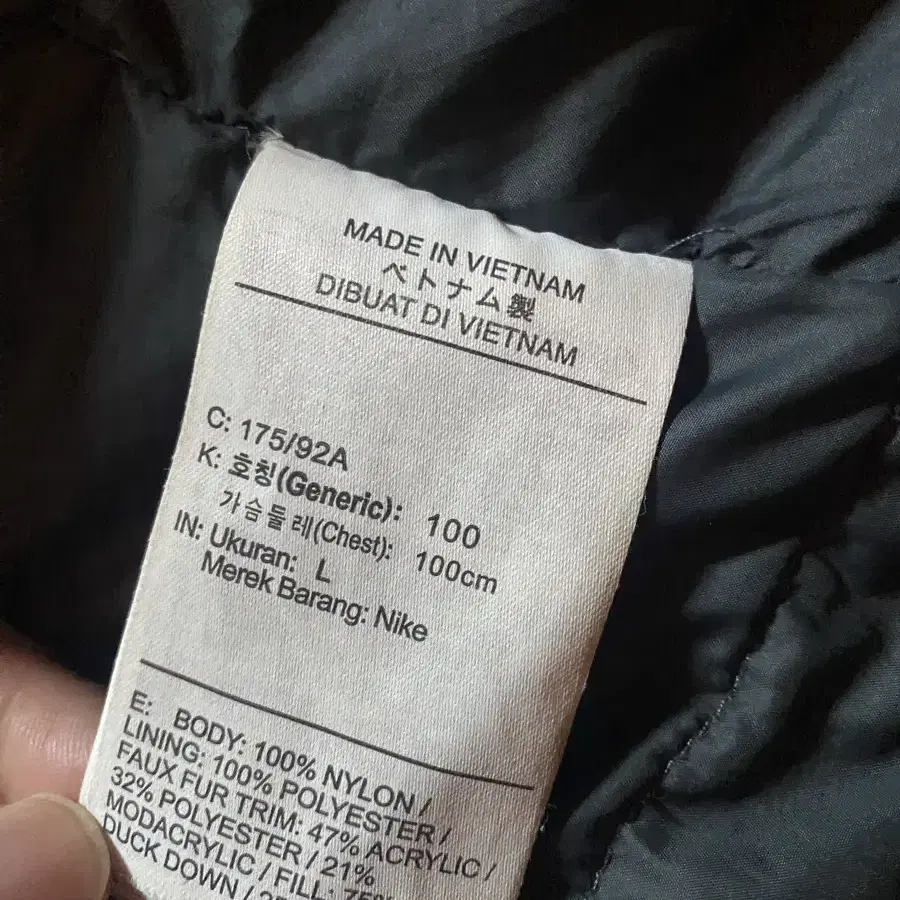 MADE IN VIETNAM
ベトナム製
DIBUAT DI VIETNAM
C: 175/92A
K: 호칭(Generic): 100
가슴둘레(Chest): 100cm
IN: Ukuran: L
Merek Barang: Nike
E: BODY: 100% NYLON /
LINING: 100% POLYESTER /
FAUX FUR TRIM: 47% ACRYLIC /
32% POLYESTER / 21%
MODACRYLIC / FILL: 75%
DUCK DOWN /